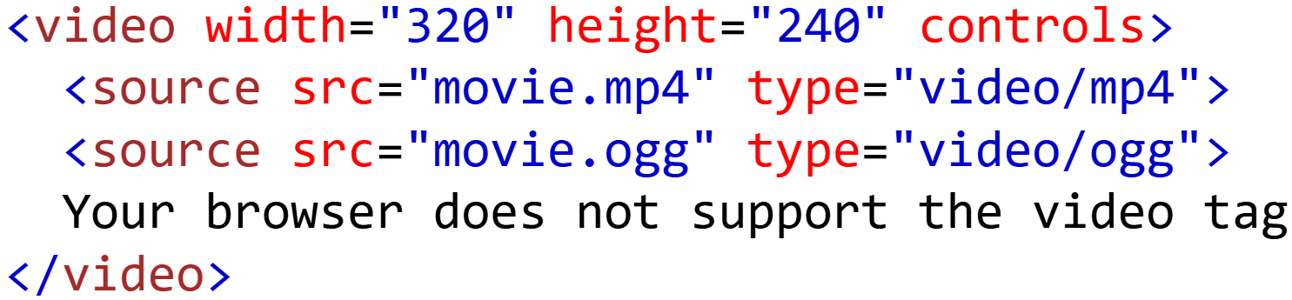 <video width="320" height="240" controls>
  <source src="movie.mp4" type="video/mp4">
  <source src="movie.ogg" type="video/ogg">
  Your browser does not support the video tag
</video>